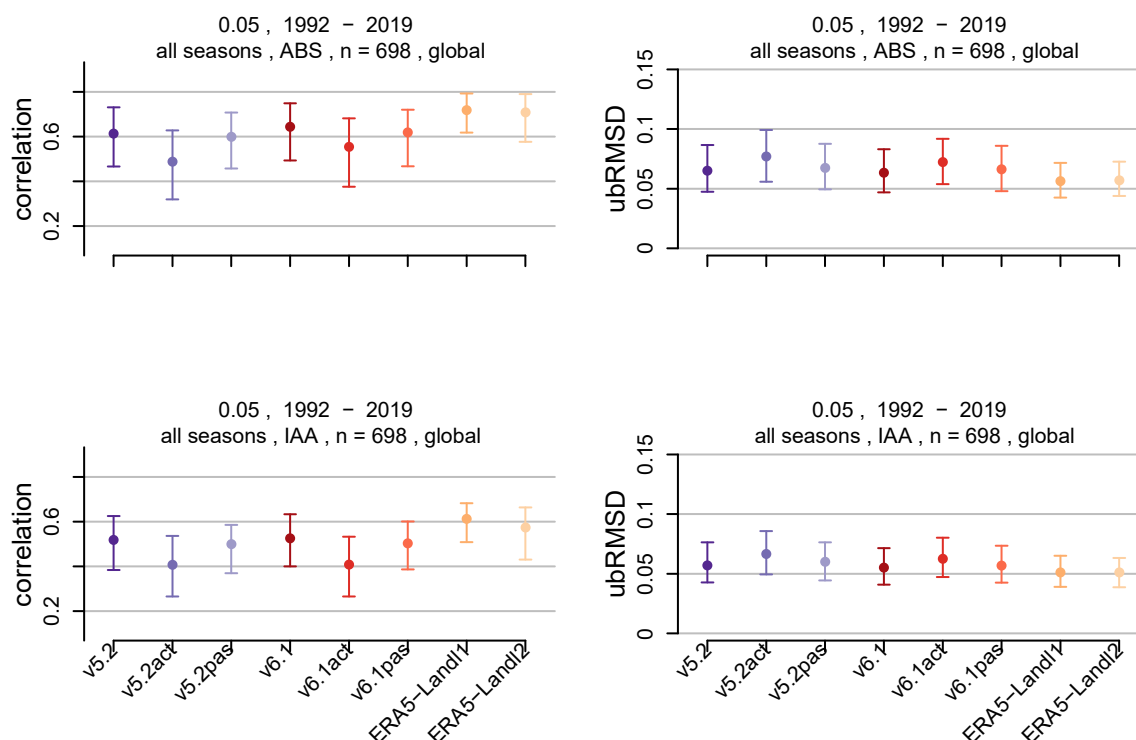 0.05 , 1992 − 2019
all seasons , ABS , n = 698 , global
correlation
0.6
0.2
0.05 , 1992 − 2019
all seasons , ABS , n = 698 , global
ubRMSD
0.15
0.1
0.05
0
0.05 , 1992 − 2019
all seasons , IAA , n = 698 , global
correlation
0.6
0.2
v5.2
v5.2act
v5.2pas
v6.1
v6.1act
v6.1pas
ERA5−Landl1
ERA5−Landl2
0.05 , 1992 − 2019
all seasons , IAA , n = 698 , global
ubRMSD
0.15
0.1
0.05
0
v5.2
v5.2act
v5.2pas
v6.1
v6.1act
v6.1pas
ERA5−Landl1
ERA5−Landl2